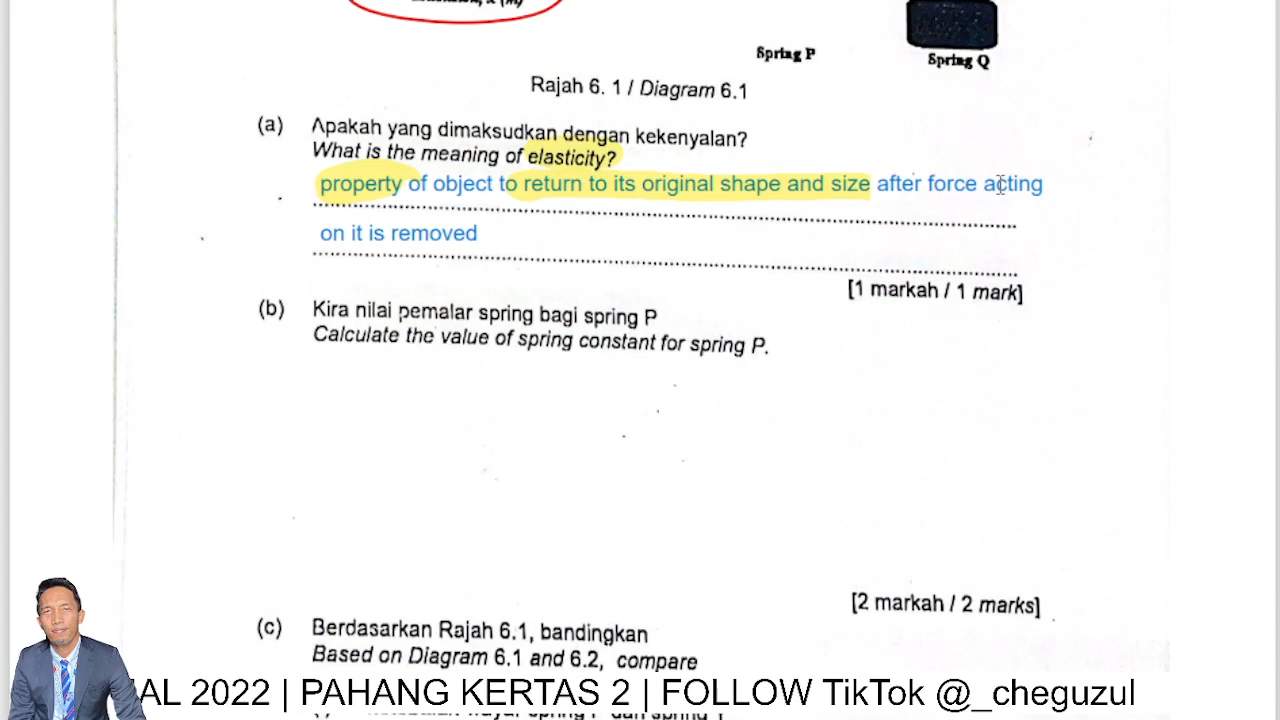 Spring P
Spring Q
Rajah 6. 1 / Diagram 6.1
(a) Apakah yang dimaksudkan dengan kekenyalan?
What is the meaning of elasticity?
property of object to return to its original shape and size after force acting
on it is removed
[1 markah / 1 mark]
(b) Kira nilai pemalar spring bagi spring P
Calculate the value of spring constant for spring P.
[2 markah / 2 marks]
(c) Berdasarkan Rajah 6.1, bandingkan
Based on Diagram 6.1 and 6.2, compare
AL 2022 | PAHANG KERTAS 2 | FOLLOW TikTok @_cheguzul